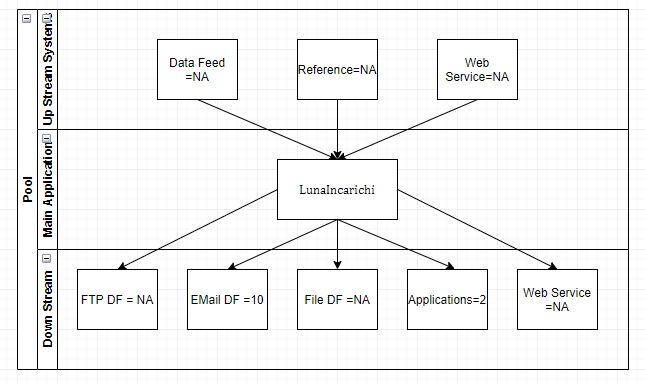 Pool
Up Stream Systems
Data Feed
=NA
Reference=NA
Web
Service=NA
Main Application
LunaIncarichi
Down Stream
FTP DF = NA
EMail DF =10
File DF =NA
Applications=2
Web Service
=NA